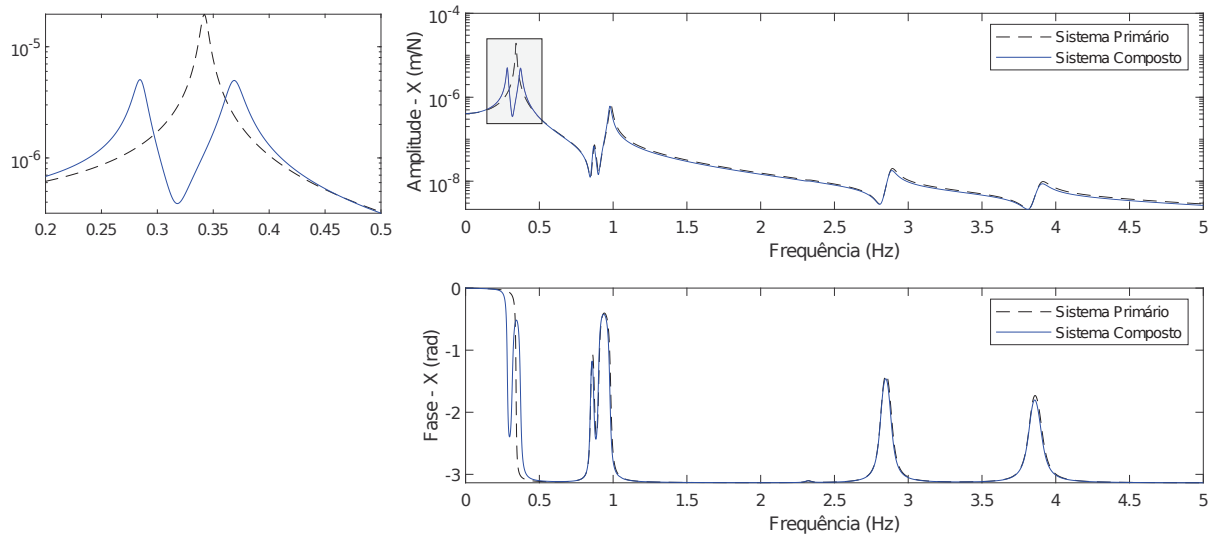 10^-5
10^-6
0.2 0.25 0.3 0.35 0.4 0.45 0.5
Amplitude - X (m/N)
10^-4
10^-6
10^-8
Sistema Primário
Sistema Composto
0 0.5 1 1.5 2 2.5 3 3.5 4 4.5 5
Frequência (Hz)
Fase - X (rad)
0
-1
-2
-3
Sistema Primário
Sistema Composto
0 0.5 1 1.5 2 2.5 3 3.5 4 4.5 5
Frequência (Hz)